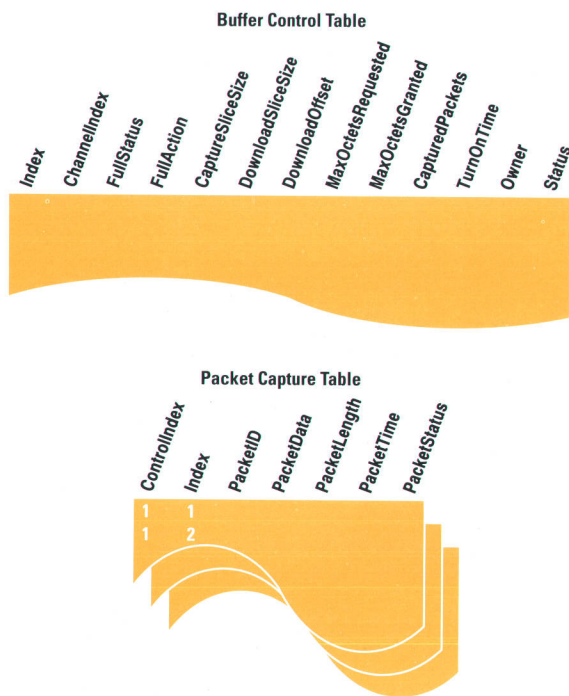 Buffer Control Table
Index
ChannelIndex
FullStatus
FullAction
CaptureSliceSize
DownloadSliceSize
DownloadOffset
MaxOctetsRequested
MaxOctetsGranted
CapturedPackets
TurnOnTime
Owner
Status
Packet Capture Table
ControlIndex
Index
PacketID
PacketData
PacketLength
PacketTime
PacketStatus
1 1
1 2